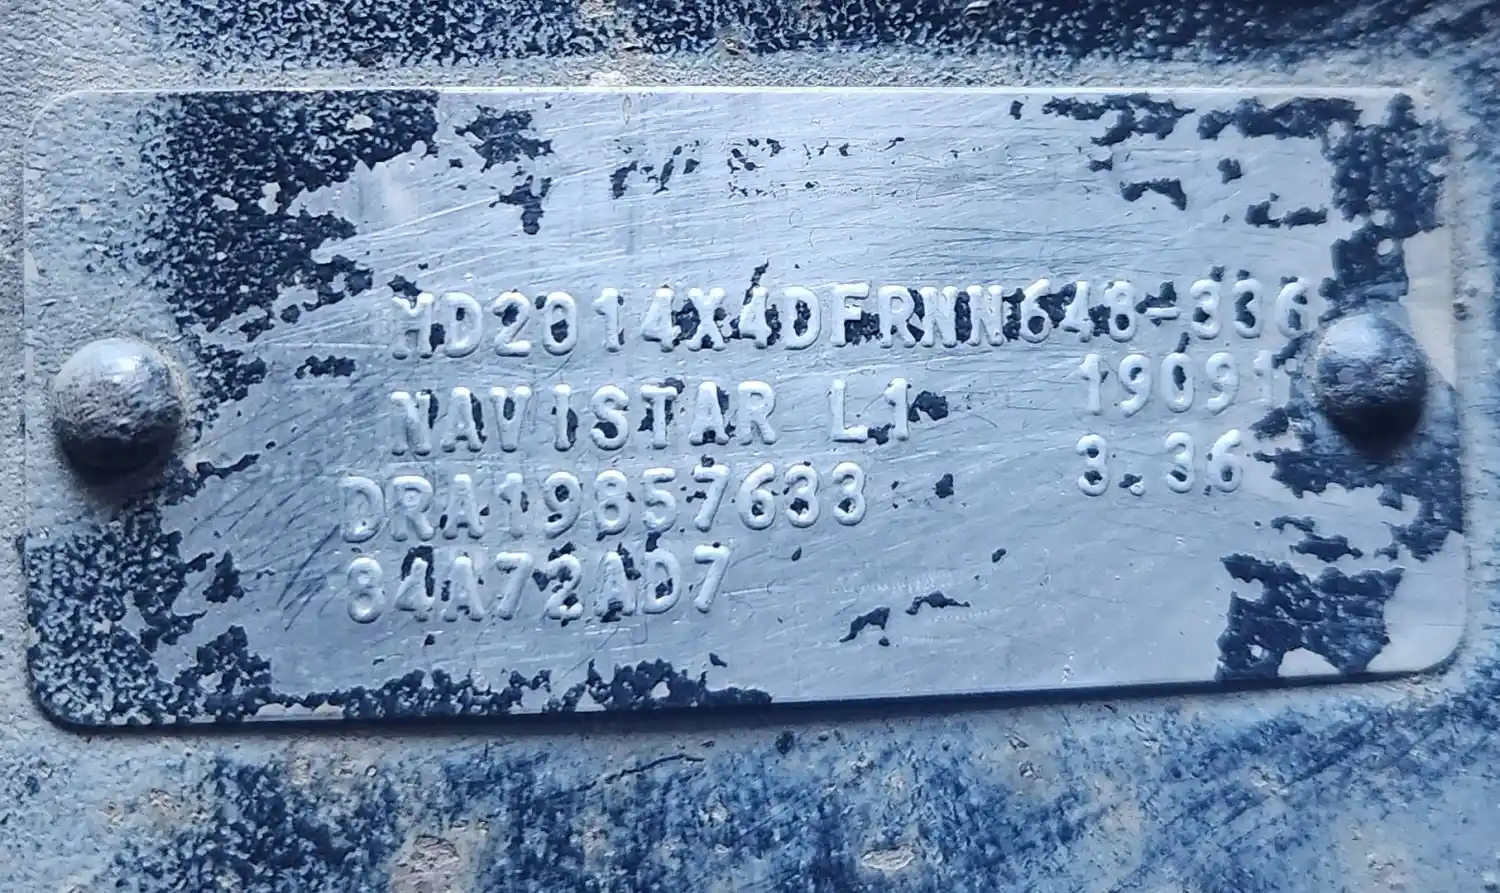 MD2014X4DFRNN648-336
NAVISTAR L1 19091
DRA19857633 3.36
84A72AD7